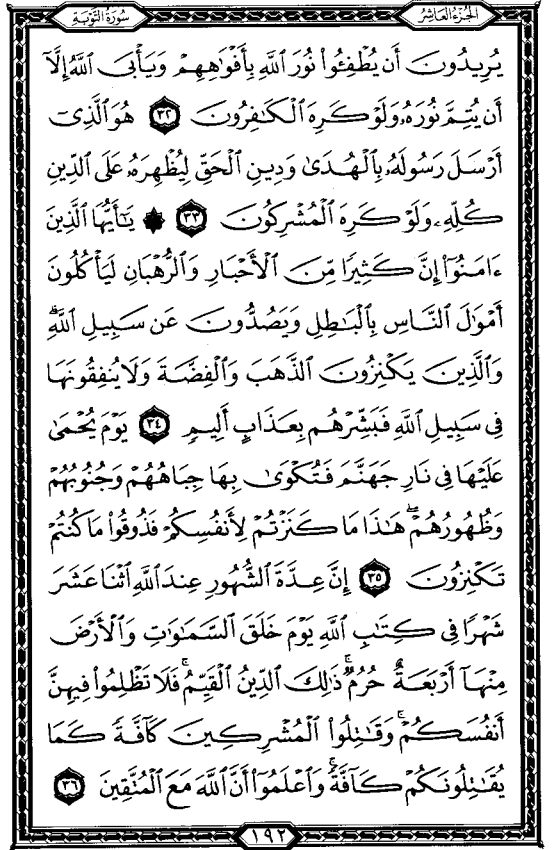 الجزء العاشر
سورة التوبة
يُرِيدُونَ أَن يُطْفِـُٔوا۟ نُورَ ٱللَّهِ بِأَفْوَٰهِهِمْ وَيَأْبَى ٱللَّهُ إِلَّآ
أَن يُتِمَّ نُورَهُۥ وَلَوْ كَرِهَ ٱلْكَٰفِرُونَ ٣٢ هُوَ ٱلَّذِىٓ
أَرْسَلَ رَسُولَهُۥ بِٱلْهُدَىٰ وَدِينِ ٱلْحَقِّ لِيُظْهِرَهُۥ عَلَى ٱلدِّينِ
كُلِّهِۦ وَلَوْ كَرِهَ ٱلْمُشْرِكُونَ ٣٣ ۞ يَٰٓأَيُّهَا ٱلَّذِينَ
ءَامَنُوٓا۟ إِنَّ كَثِيرًا مِّنَ ٱلْأَحْبَارِ وَٱلرُّهْبَانِ لَيَأْكُلُونَ
أَمْوَٰلَ ٱلنَّاسِ بِٱلْبَٰطِلِ وَيَصُدُّونَ عَن سَبِيلِ ٱللَّهِ ۗ
وَٱلَّذِينَ يَكْنِزُونَ ٱلذَّهَبَ وَٱلْفِضَّةَ وَلَا يُنفِقُونَهَا
فِى سَبِيلِ ٱللَّهِ فَبَشِّرْهُم بِعَذَابٍ أَلِيمٍ ٣٤ يَوْمَ يُحْمَىٰ
عَلَيْهَا فِى نَارِ جَهَنَّمَ فَتُكْوَىٰ بِهَا جِبَاهُهُمْ وَجُنُوبُهُمْ
وَظُهُورُهُمْ ۖ هَٰذَا مَا كَنَزْتُمْ لِأَنفُسِكُمْ فَذُوقُوا۟ مَا كُنتُمْ
تَكْنِزُونَ ٣٥ إِنَّ عِدَّةَ ٱلشُّهُورِ عِندَ ٱللَّهِ ٱثْنَا عَشَرَ
شَهْرًا فِى كِتَٰبِ ٱللَّهِ يَوْمَ خَلَقَ ٱلسَّمَٰوَٰتِ وَٱلْأَرْضَ
مِنْهَآ أَرْبَعَةٌ حُرُمٌ ۚ ذَٰلِكَ ٱلدِّينُ ٱلْقَيِّمُ ۚ فَلَا تَظْلِمُوا۟ فِيهِنَّ
أَنفُسَكُمْ ۚ وَقَٰتِلُوا۟ ٱلْمُشْرِكِينَ كَآفَّةً كَمَا
يُقَٰتِلُونَكُمْ كَآفَّةً ۚ وَٱعْلَمُوٓا۟ أَنَّ ٱللَّهَ مَعَ ٱلْمُتَّقِينَ ٣٦
١٩٢